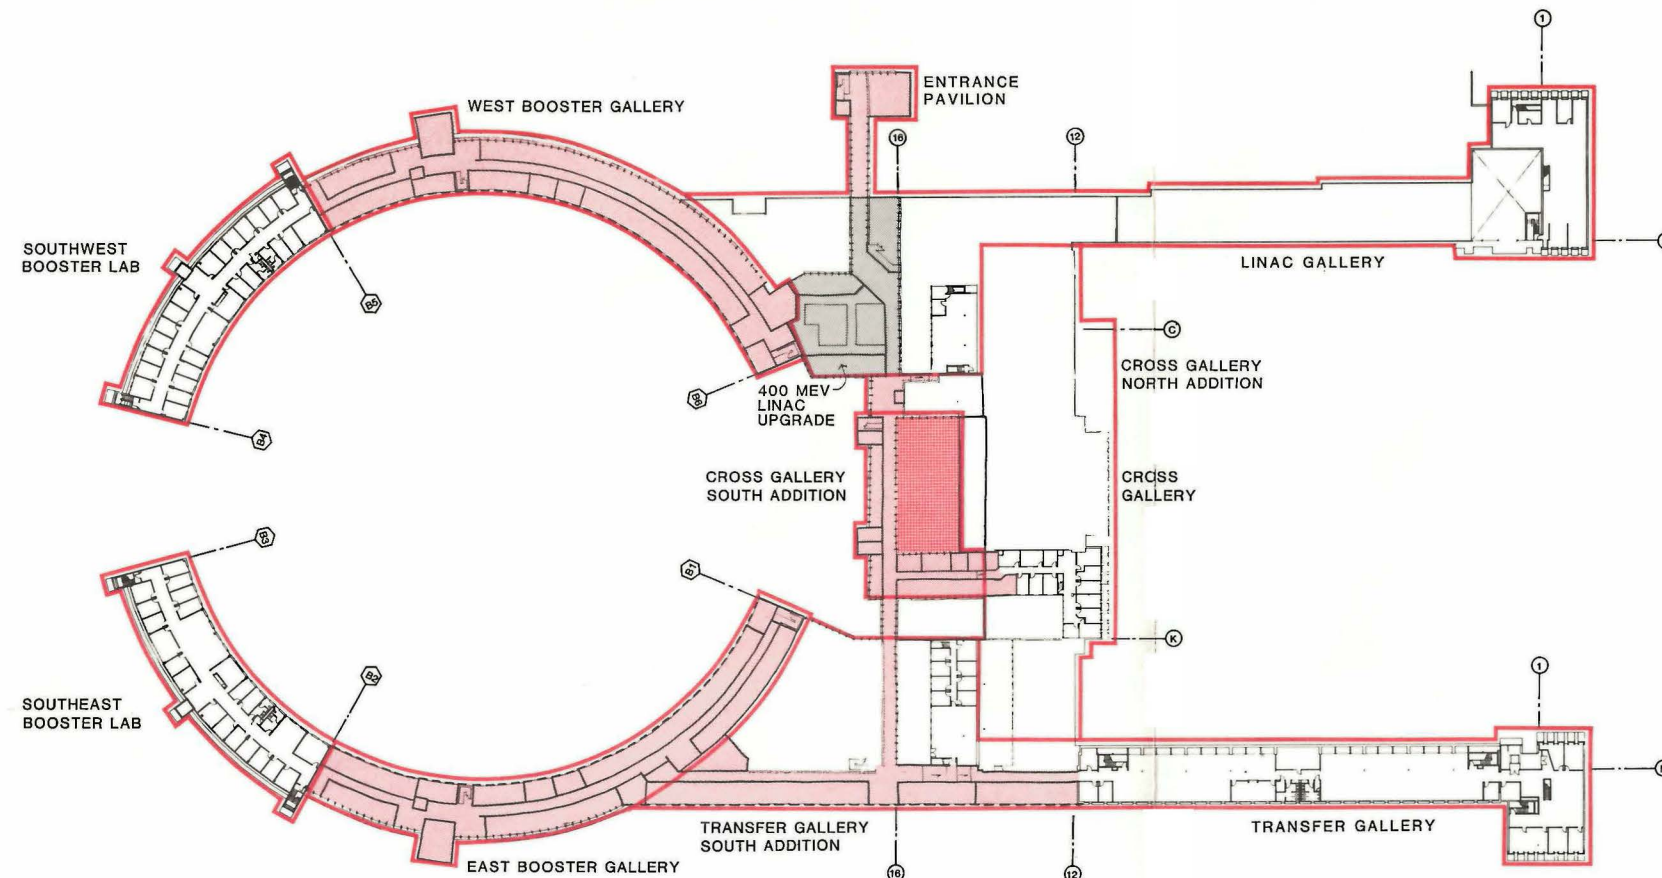 1
ENTRANCE
PAVILION
WEST BOOSTER GALLERY
16
12
SOUTHWEST
BOOSTER LAB
LINAC GALLERY
B5
C
CROSS GALLERY
NORTH ADDITION
400 MEV
LINAC
UPGRADE
B6
B4
CROSS GALLERY
SOUTH ADDITION
CROSS
GALLERY
B3
B1
K
1
B2
SOUTHEAST
BOOSTER LAB
TRANSFER GALLERY
SOUTH ADDITION
TRANSFER GALLERY
EAST BOOSTER GALLERY
16
12